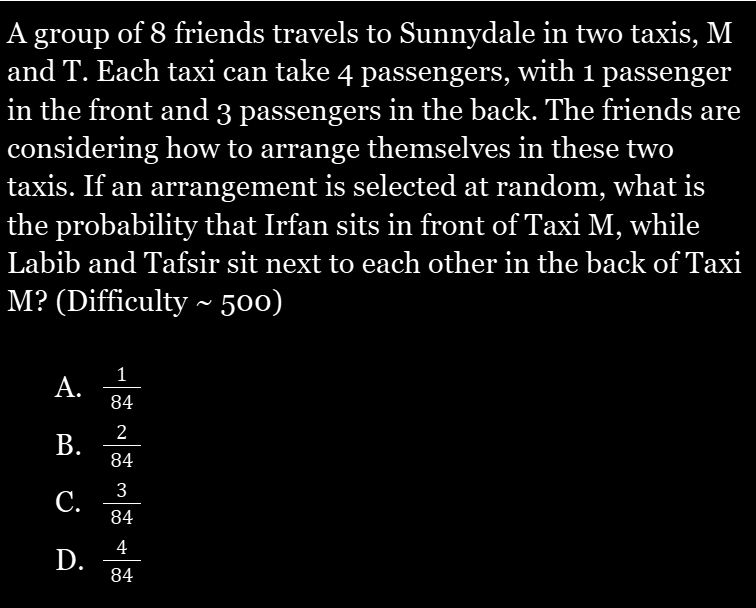 A group of 8 friends travels to Sunnydale in two taxis, M
and T. Each taxi can take 4 passengers, with 1 passenger
in the front and 3 passengers in the back. The friends are
considering how to arrange themselves in these two
taxis. If an arrangement is selected at random, what is
the probability that Irfan sits in front of Taxi M, while
Labib and Tafsir sit next to each other in the back of Taxi
M? (Difficulty ~ 500)
A. 1/84
B. 2/84
C. 3/84
D. 4/84